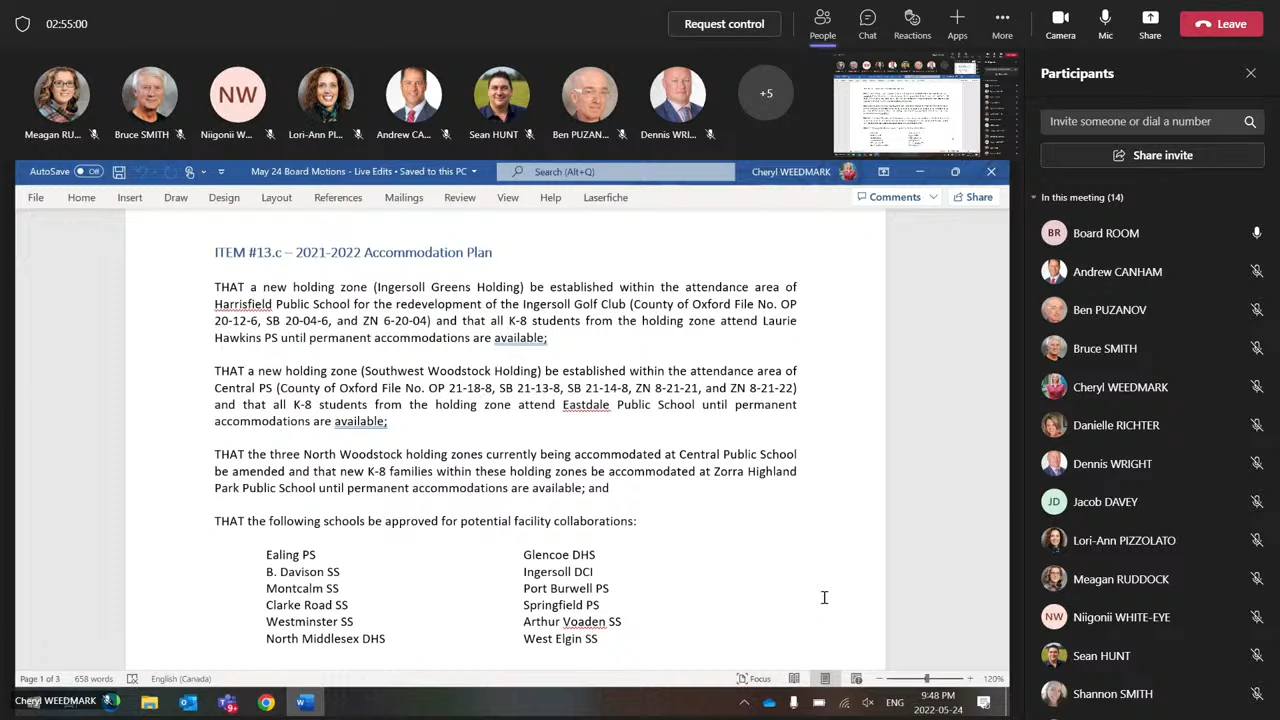 02:55:00
Request control
People
Chat
Reactions
Apps
More
Camera
Mic
Share
Leave
Meagan RU...
Bruce SMITH
NW
W...
Lori-Ann PI...
Andrew CA...
Sean HUNT
Ben PUZAN...
Dennis WRI...
+5
Invite someone or dial a number
Share invite
In this meeting (14)
BR Board ROOM
Andrew CANHAM
Ben PUZANOV
Bruce SMITH
Cheryl WEEDMARK
Danielle RICHTER
Dennis WRIGHT
JD Jacob DAVEY
Lori-Ann PIZZOLATO
Meagan RUDDOCK
NW Niigonii WHITE-EYE
Sean HUNT
Shannon SMITH
AutoSave Off
May 24 Board Motions - Live Edits • Saved to this PC
Search (Alt+Q)
Cheryl WEEDMARK
File Home Insert Draw Design Layout References Mailings Review View Help Laserfiche
Comments
Share
ITEM #13.c – 2021-2022 Accommodation Plan
THAT a new holding zone (Ingersoll Greens Holding) be established within the attendance area of
Harrisfield Public School for the redevelopment of the Ingersoll Golf Club (County of Oxford File No. OP
20-12-6, SB 20-04-6, and ZN 6-20-04) and that all K-8 students from the holding zone attend Laurie
Hawkins PS until permanent accommodations are available;
THAT a new holding zone (Southwest Woodstock Holding) be established within the attendance area of
Central PS (County of Oxford File No. OP 21-18-8, SB 21-13-8, SB 21-14-8, ZN 8-21-21, and ZN 8-21-22)
and that all K-8 students from the holding zone attend Eastdale Public School until permanent
accommodations are available;
THAT the three North Woodstock holding zones currently being accommodated at Central Public School
be amended and that new K-8 families within these holding zones be accommodated at Zorra Highland
Park Public School until permanent accommodations are available; and
THAT the following schools be approved for potential facility collaborations:
Ealing PS
B. Davison SS
Montcalm SS
Clarke Road SS
Westminster SS
North Middlesex DHS
Glencoe DHS
Ingersoll DCI
Port Burwell PS
Springfield PS
Arthur Voaden SS
West Elgin SS
Page 1 of 3
658 words
English (Canada)
Focus
120%
Cheryl WEEDMARK
ENG
9:48 PM
2022-05-24